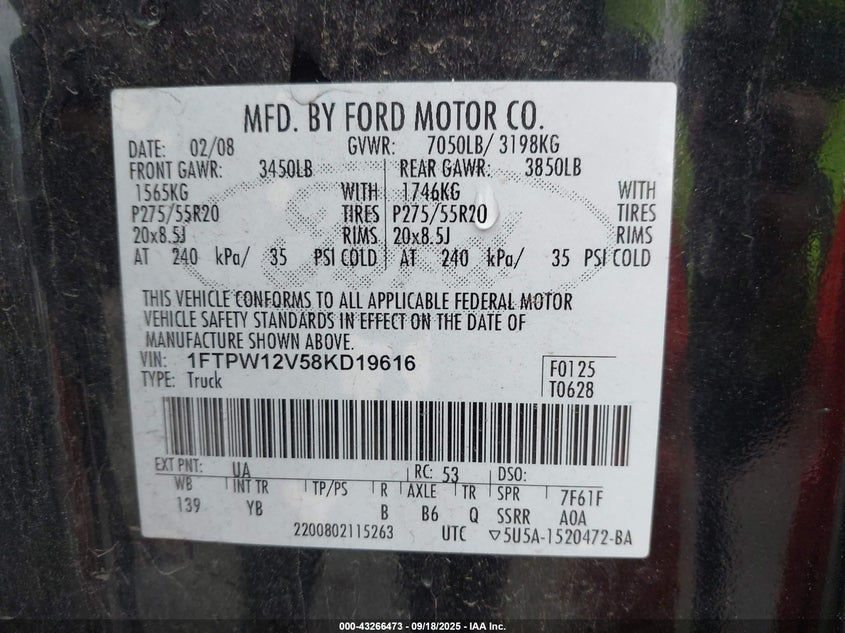 MFD. BY FORD MOTOR CO.
DATE: 02/08 GVWR: 7050LB/ 3198KG
FRONT GAWR: 3450LB REAR GAWR: 3850LB
1565KG WITH 1746KG WITH
P275/55R20 TIRES P275/55R20 TIRES
20x8.5J RIMS 20x8.5J RIMS
AT 240 kPa/ 35 PSI COLD AT 240 kPa/ 35 PSI COLD
THIS VEHICLE CONFORMS TO ALL APPLICABLE FEDERAL MOTOR
VEHICLE SAFETY STANDARDS IN EFFECT ON THE DATE OF
MANUFACTURE SHOWN ABOVE.
VIN: 1FTPW12V58KD19616 F0125
TYPE: Truck T0628
EXT PNT: UA RC: 53 DSO:
WB INT TR TP/PS R AXLE TR SPR 7F61F
139 YB B B6 Q SSRR A0A
2200802115263 UTC ▽5U5A-1520472-BA
000-43266473 - 09/18/2025 - IAA Inc.